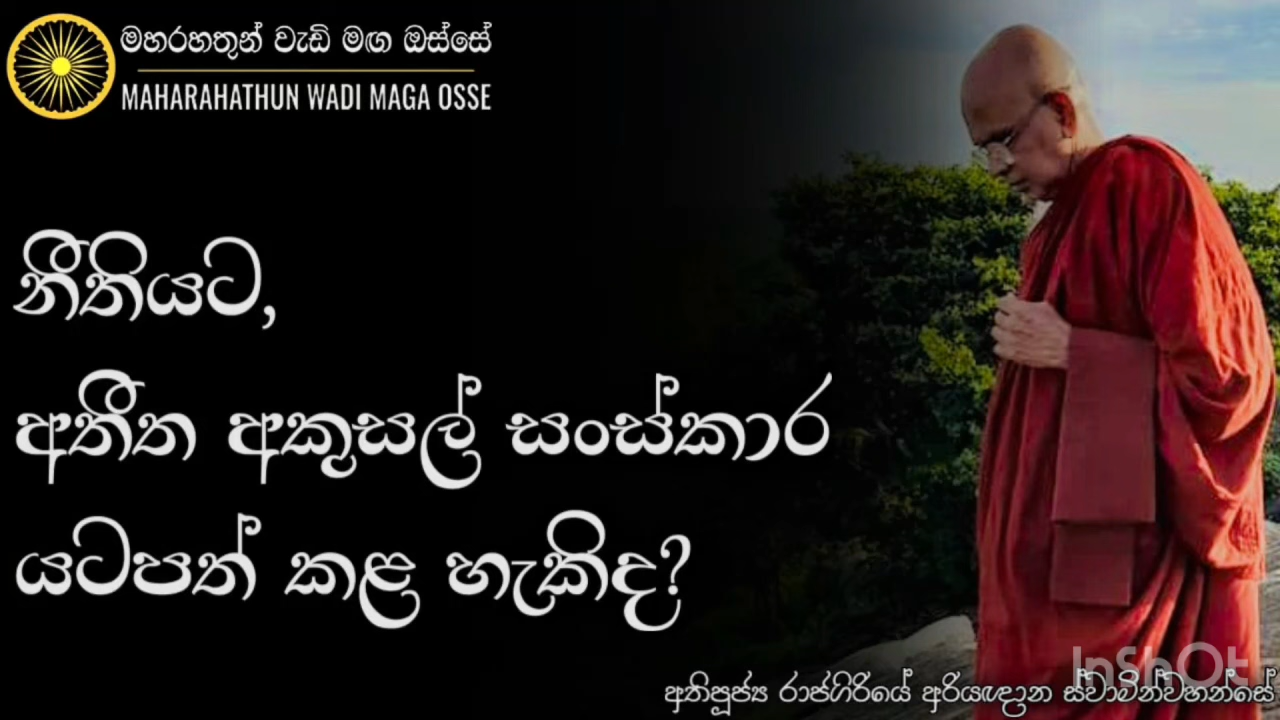 මහරහතුන් වැඩි මඟ ඔස්සේ
MAHARAHATHUN WADI MAGA OSSE
නීතියට,
අතීත අකුසල් සංස්කාර
යටපත් කළ හැකිද?
InShOt
අතිපූජ්‍ය රාජගිරියේ අරියඥාන ස්වාමින්වහන්සේ